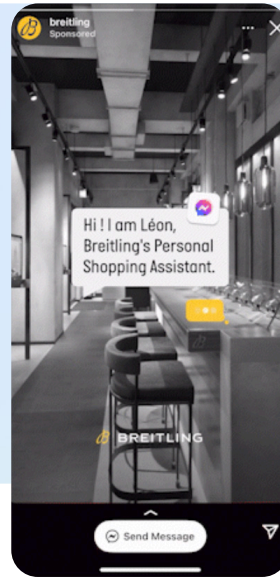 breitling
Sponsored
Hi ! I am Léon,
Breitling's Personal
Shopping Assistant.
BREITLING
Send Message